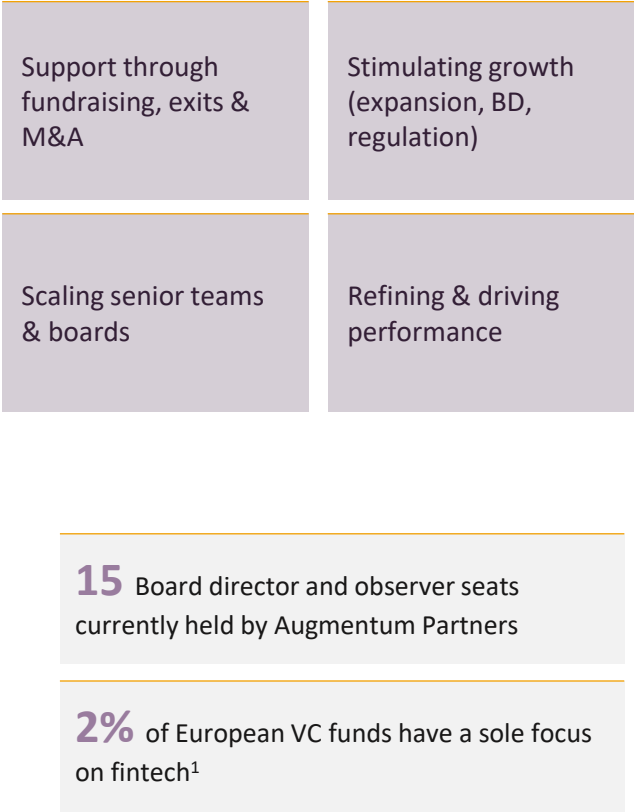 Support through
fundraising, exits &
M&A
Stimulating growth
(expansion, BD,
regulation)
Scaling senior teams
& boards
Refining & driving
performance
15 Board director and observer seats
currently held by Augmentum Partners
2% of European VC funds have a sole focus
on fintech¹